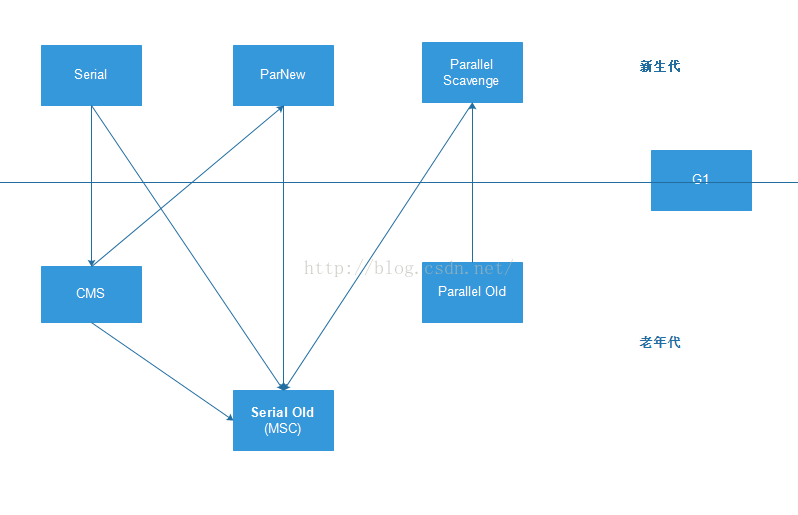 Serial
ParNew
Parallel
Scavenge
新生代
G1
http://blog.csdn.net/
CMS
Parallel Old
老年代
Serial Old
(MSC)